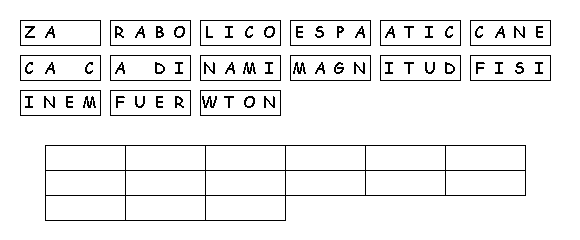 ZA RABO LICO ESPA ATIC CANE
CA C A DI NAMI MAGN ITUD FISI
INEM FUER WTON